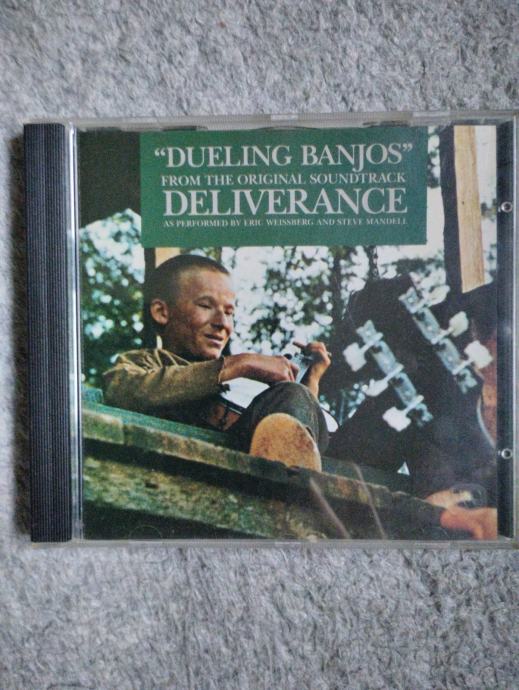 “DUELING BANJOS”
FROM THE ORIGINAL SOUNDTRACK
DELIVERANCE
AS PERFORMED BY ERIC WEISSBERG AND STEVE MANDELL